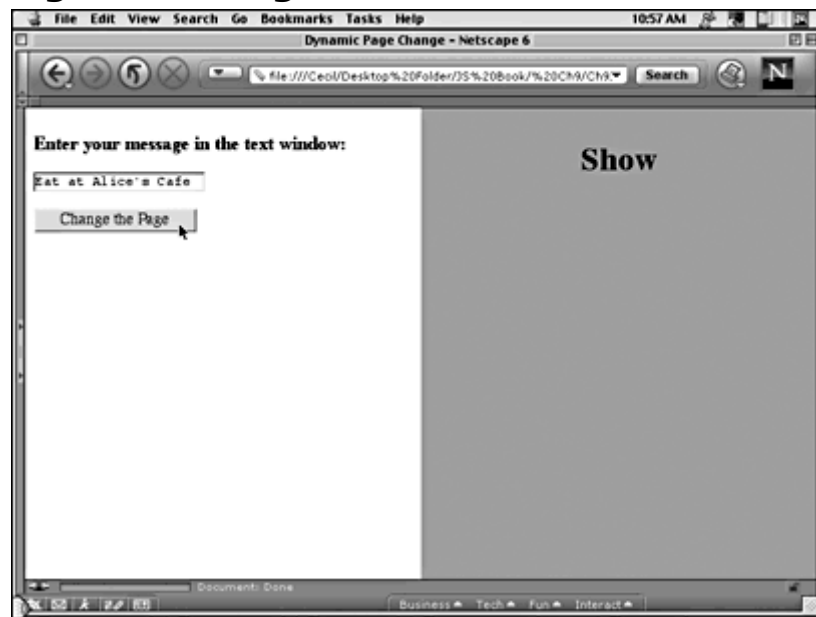 File Edit View Search Go Bookmarks Tasks Help 10:57 AM
Dynamic Page Change - Netscape 6
file:///Cecil/Desktop%20Folder/JS%20Book/%20Ch9/Ch9. Search N
Enter your message in the text window:
Show
Eat at Alice's Cafe
Change the Page
Document: Done
Business Tech Fun Interact